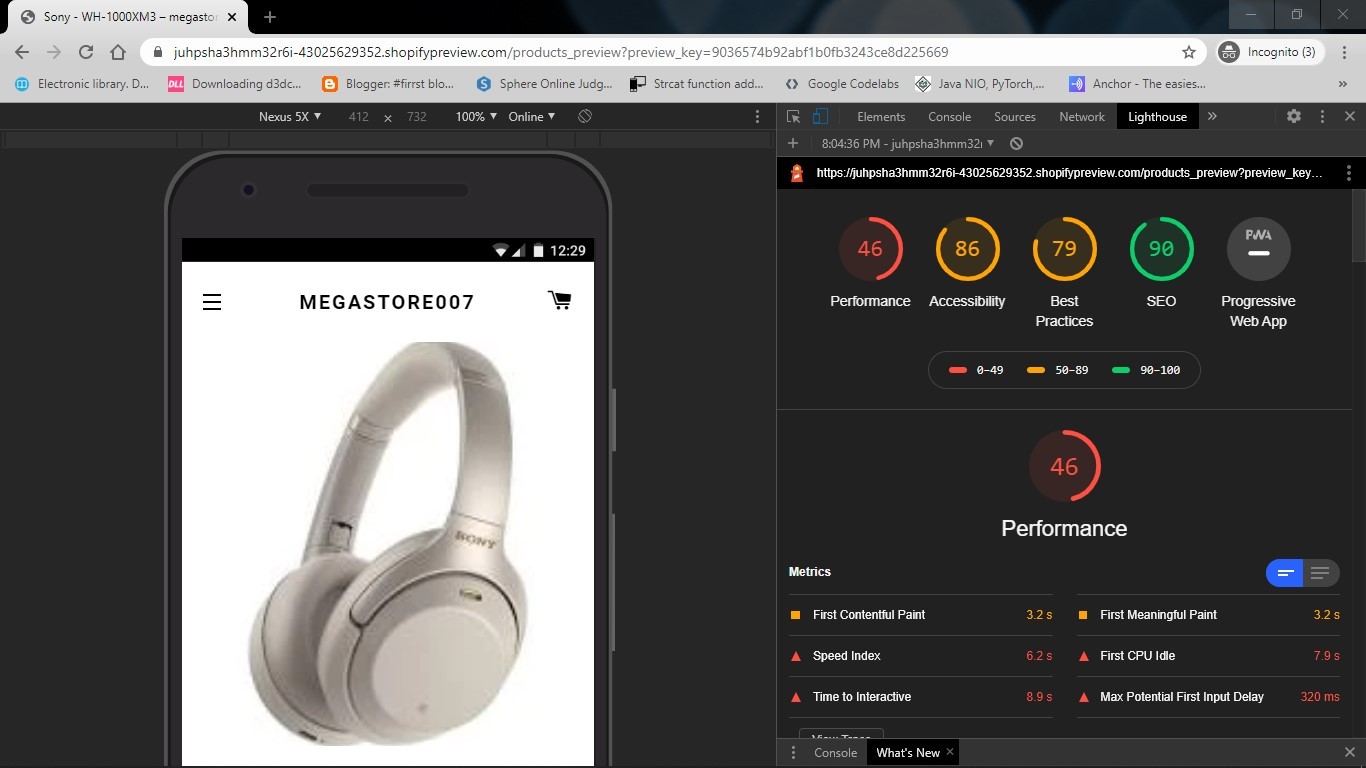 Sony - WH-1000XM3 – megastor
juhpsha3hmm32r6i-43025629352.shopifypreview.com/products_preview?preview_key=9036574b92abf1b0fb3243ce8d225669
Incognito (3)
Electronic library. D...
DLL
Downloading d3dc...
Blogger: #firrst blo...
Sphere Online Judg...
Strcat function add...
Google Codelabs
Java NIO, PyTorch,...
Anchor - The easies...
»
Nexus 5X ▼ 412 × 732 100% ▼ Online ▼
Elements Console Sources Network Lighthouse »
8:04:36 PM - juhpsha3hmm32r ▼
https://juhpsha3hmm32r6i-43025629352.shopifypreview.com/products_preview?preview_key...
12:29
MEGASTORE007
SONY
46 86 79 90 PWA
Performance Accessibility Best Practices SEO Progressive Web App
0–49 50–89 90–100
46
Performance
Metrics
First Contentful Paint 3.2 s
First Meaningful Paint 3.2 s
Speed Index 6.2 s
First CPU Idle 7.9 s
Time to Interactive 8.9 s
Max Potential First Input Delay 320 ms
View Trace
Console What's New ×